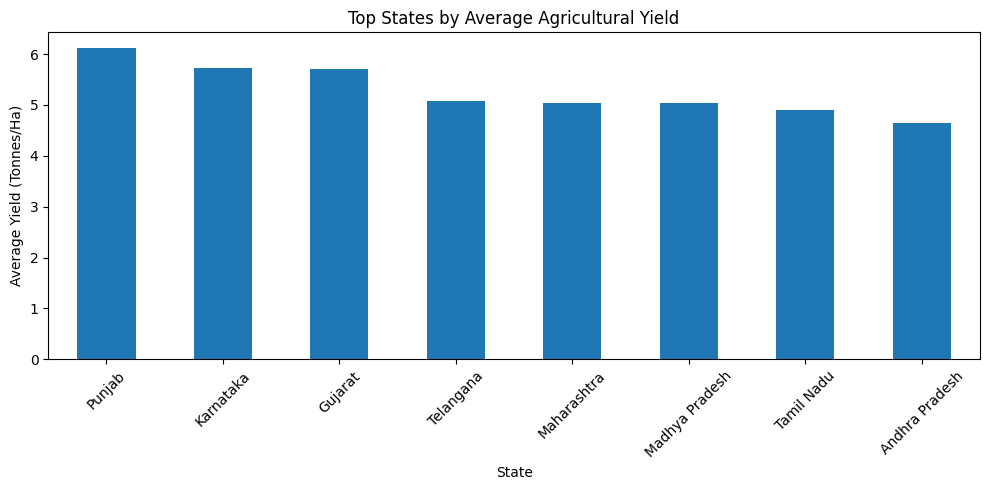 Top States by Average Agricultural Yield
Average Yield (Tonnes/Ha)
6
5
4
3
2
1
0
Punjab
Karnataka
Gujarat
Telangana
Maharashtra
Madhya Pradesh
Tamil Nadu
Andhra Pradesh
State